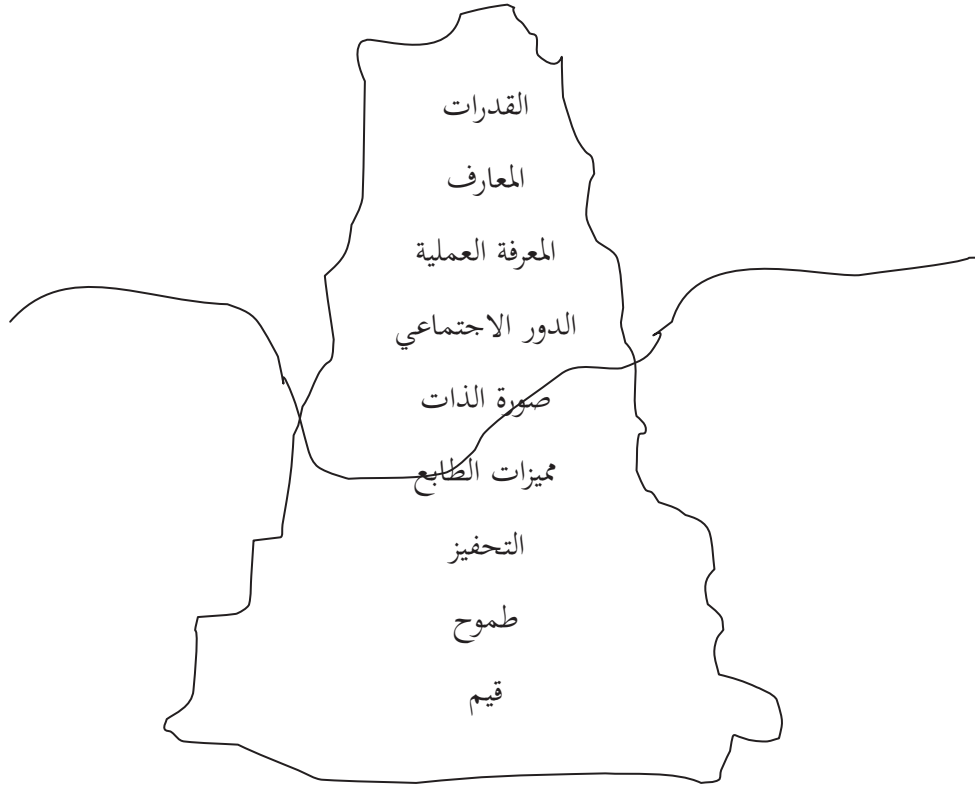 القدرات
المعارف
المعرفة العملية
الدور الاجتماعي
صورة الذات
مميزات الطابع
التحفيز
طموح
قيم